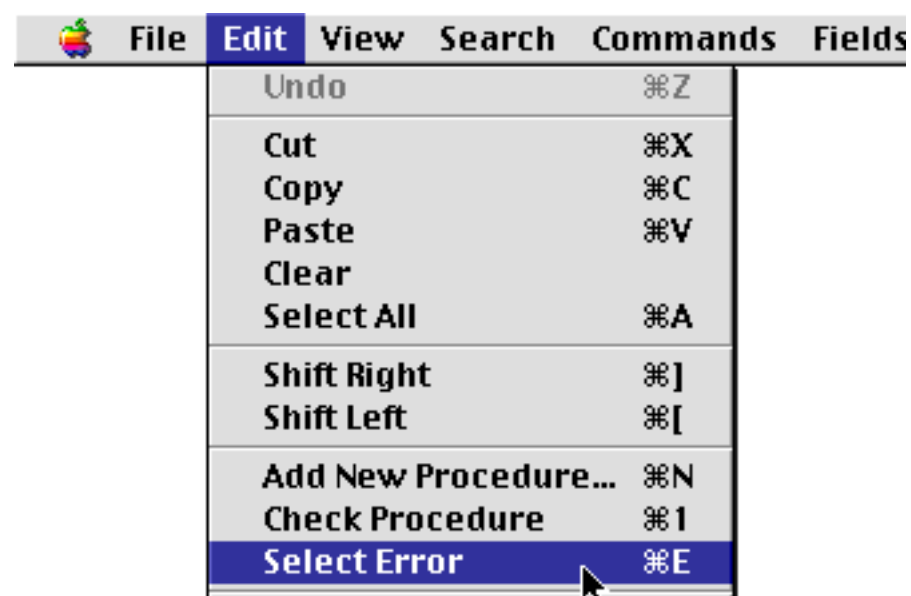 File Edit View Search Commands Fields
Undo ⌘Z
Cut ⌘X
Copy ⌘C
Paste ⌘V
Clear
Select All ⌘A
Shift Right ⌘]
Shift Left ⌘[
Add New Procedure... ⌘N
Check Procedure ⌘1
Select Error ⌘E